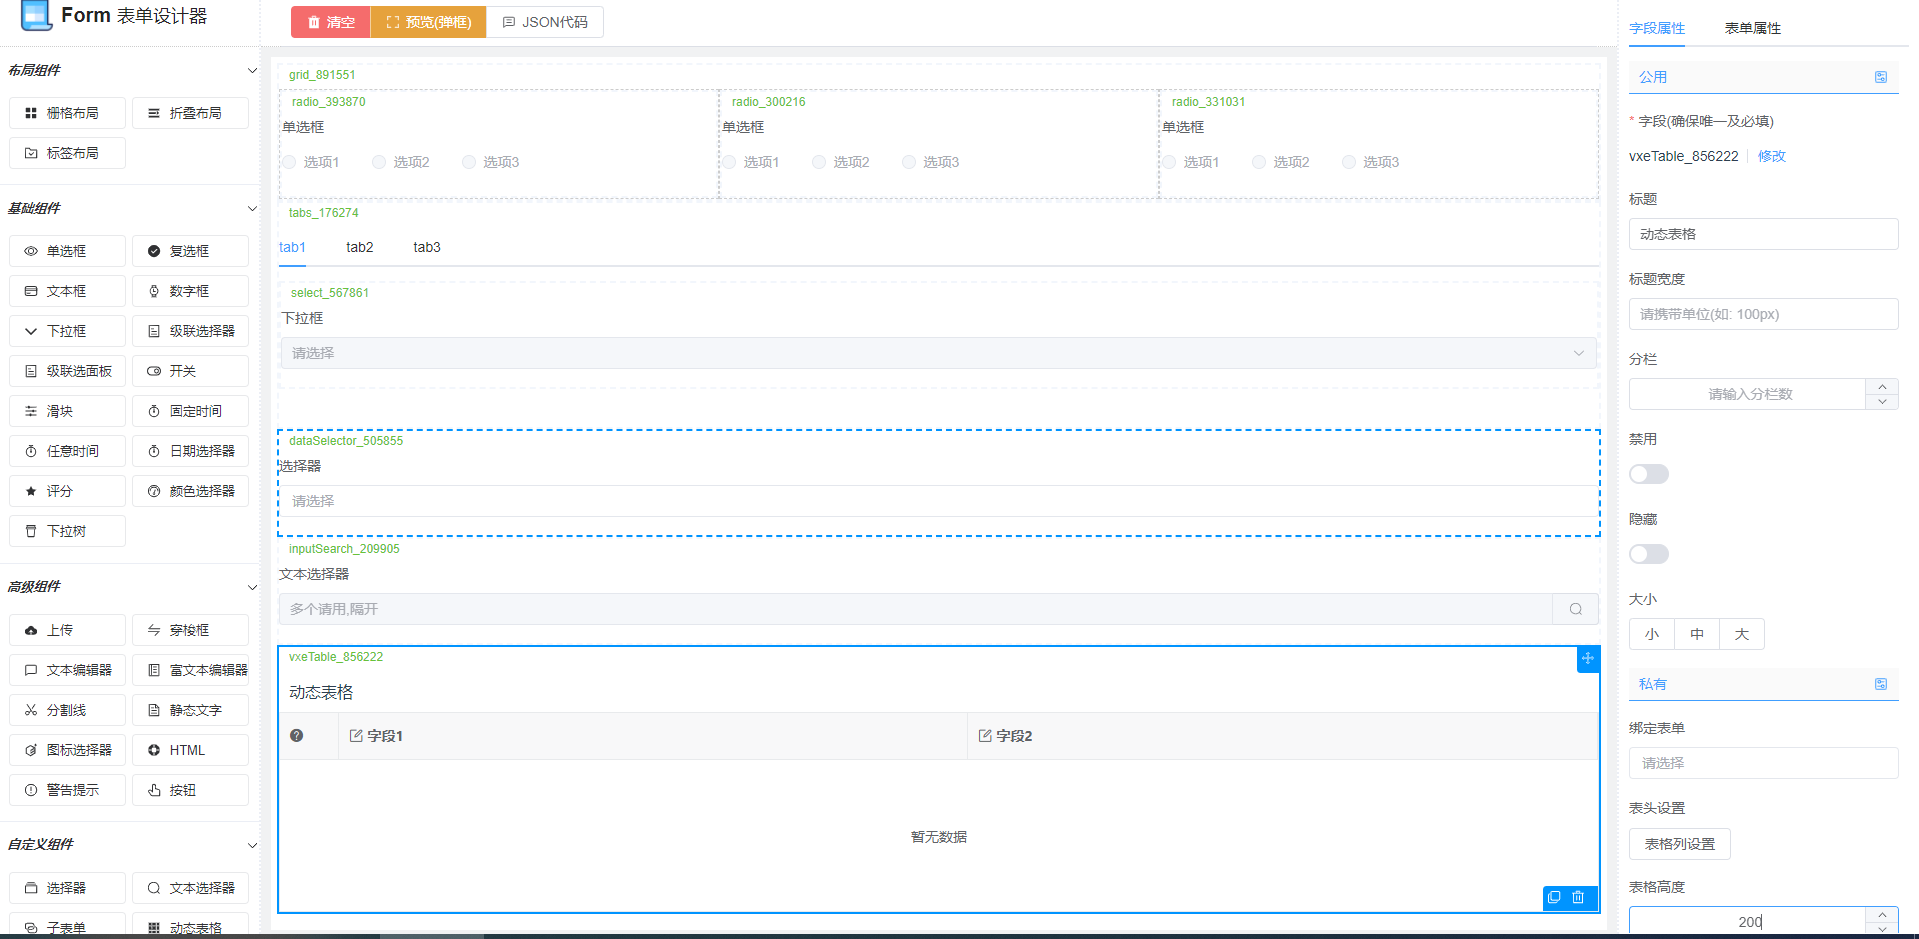 Form 表单设计器
清空
预览(弹框)
JSON代码
布局组件
栅格布局
折叠布局
标签布局
基础组件
单选框
复选框
文本框
数字框
下拉框
级联选择器
级联选面板
开关
滑块
固定时间
任意时间
日期选择器
评分
颜色选择器
下拉树
高级组件
上传
穿梭框
文本编辑器
富文本编辑器
分割线
静态文字
图标选择器
HTML
警告提示
按钮
自定义组件
选择器
文本选择器
子表单
动态表格
grid_891551
radio_393870
单选框
选项1 选项2 选项3
radio_300216
单选框
选项1 选项2 选项3
radio_331031
单选框
选项1 选项2 选项3
tabs_176274
tab1 tab2 tab3
select_567861
下拉框
请选择
dataSelector_505855
选择器
请选择
inputSearch_209905
文本选择器
多个请用,隔开
vxeTable_856222
动态表格
字段1
字段2
暂无数据
字段属性 表单属性
公用
* 字段(确保唯一及必填)
vxeTable_856222 修改
标题
动态表格
标题宽度
请携带单位(如: 100px)
分栏
请输入分栏数
禁用
隐藏
大小
小 中 大
私有
绑定表单
请选择
表头设置
表格列设置
表格高度
200